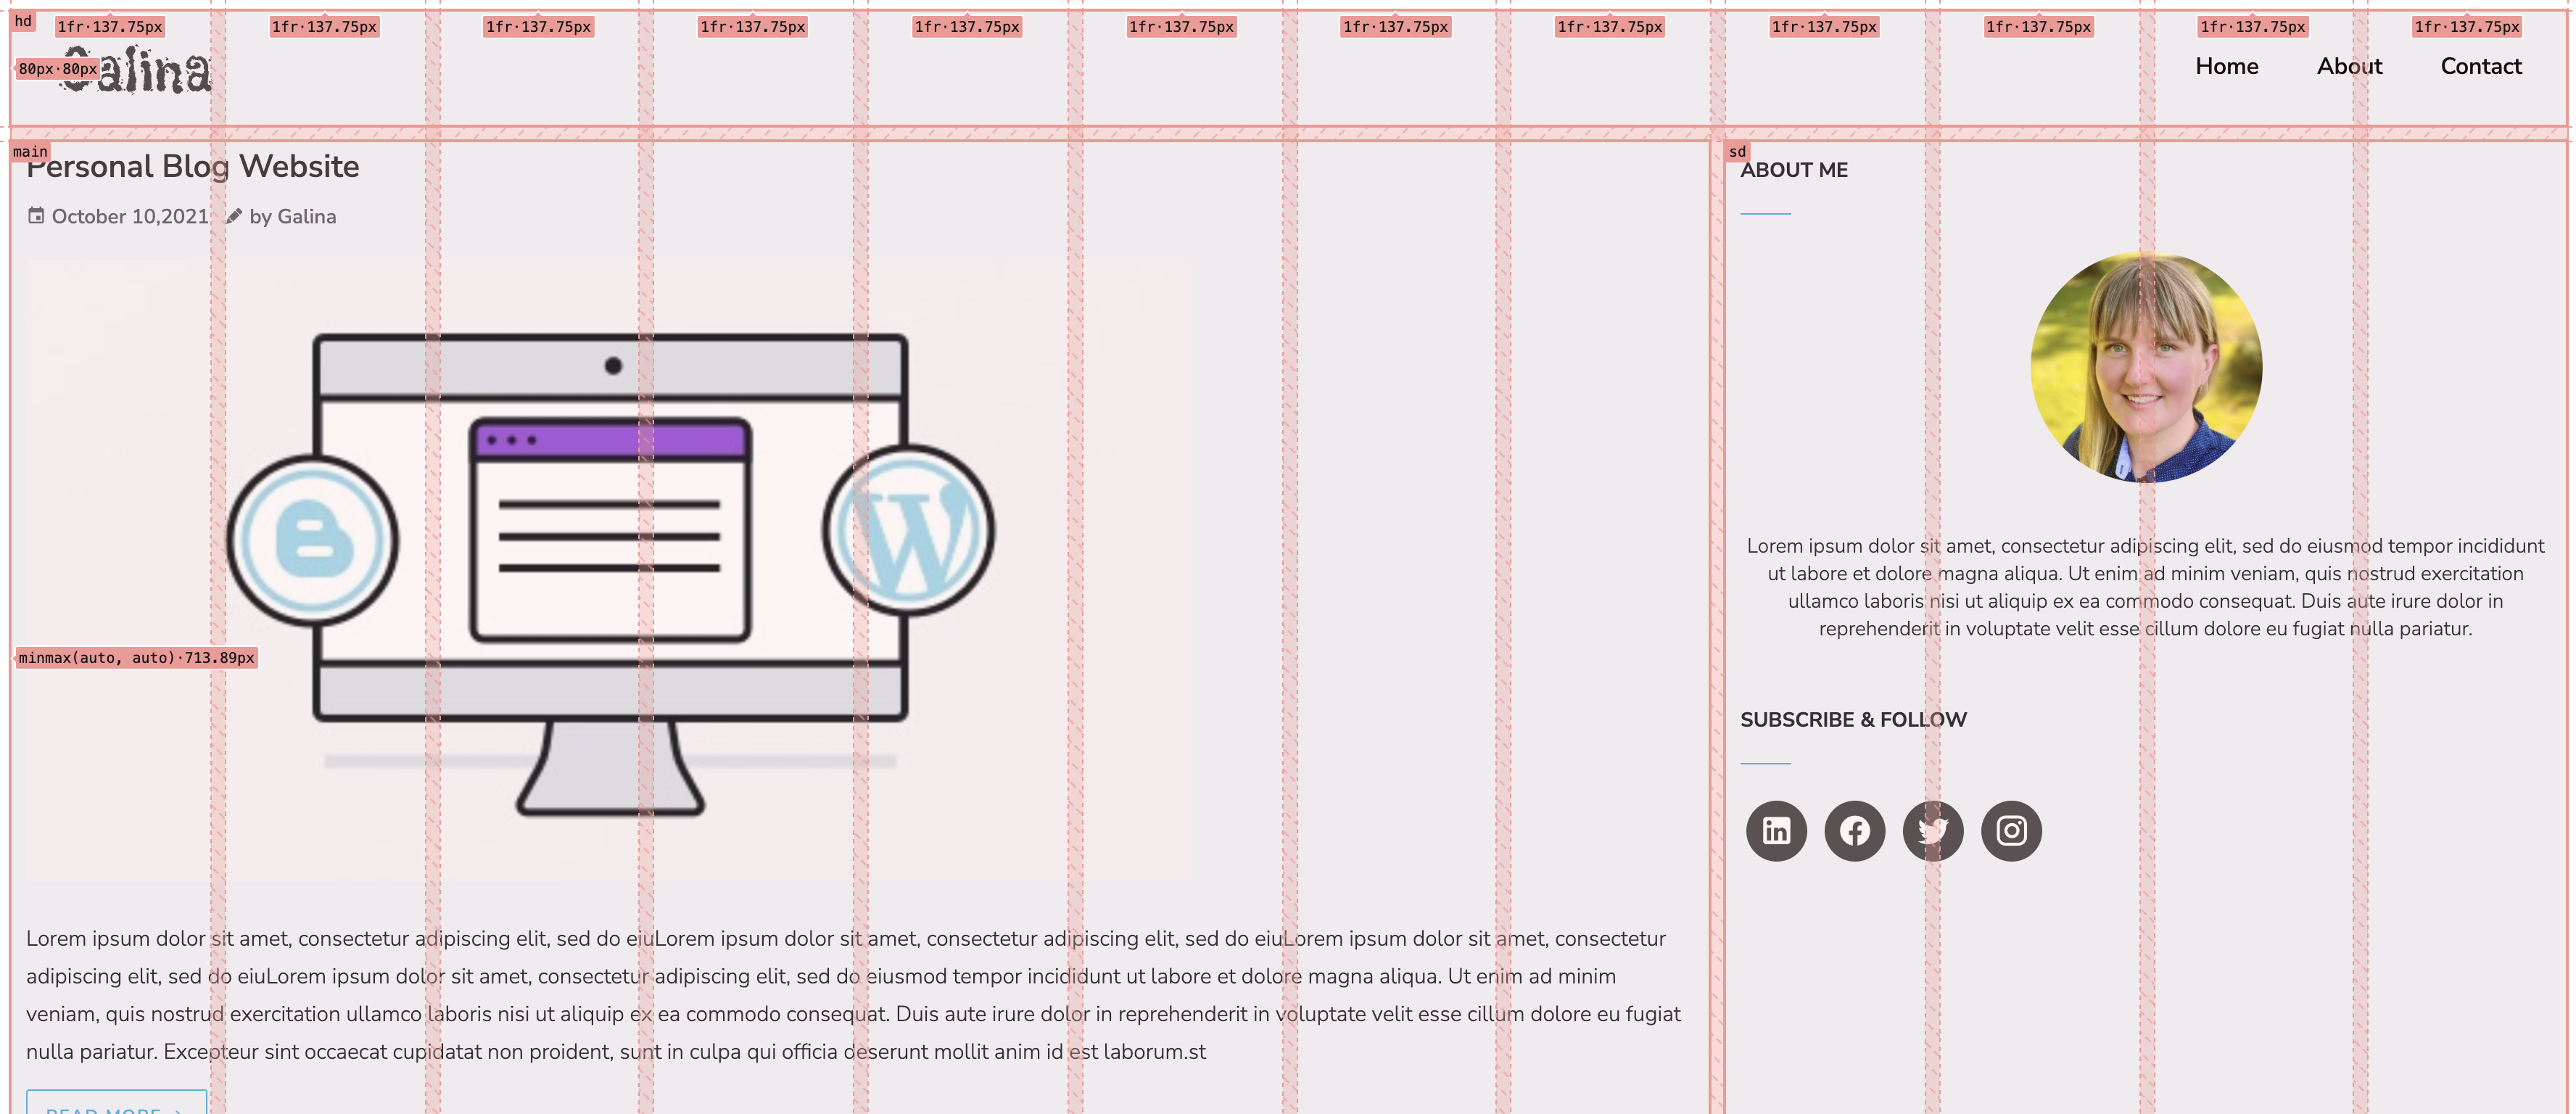 hd
1fr·137.75px 1fr·137.75px 1fr·137.75px 1fr·137.75px 1fr·137.75px 1fr·137.75px 1fr·137.75px 1fr·137.75px 1fr·137.75px 1fr·137.75px 1fr·137.75px 1fr·137.75px
80px·80px
Galina
Home About Contact
main
Personal Blog Website
October 10,2021 by Galina
minmax(auto, auto)·713.89px
B
W
Lorem ipsum dolor sit amet, consectetur adipiscing elit, sed do eiuLorem ipsum dolor sit amet, consectetur adipiscing elit, sed do eiuLorem ipsum dolor sit amet, consectetur
adipiscing elit, sed do eiuLorem ipsum dolor sit amet, consectetur adipiscing elit, sed do eiusmod tempor incididunt ut labore et dolore magna aliqua. Ut enim ad minim
veniam, quis nostrud exercitation ullamco laboris nisi ut aliquip ex ea commodo consequat. Duis aute irure dolor in reprehenderit in voluptate velit esse cillum dolore eu fugiat
nulla pariatur. Excepteur sint occaecat cupidatat non proident, sunt in culpa qui officia deserunt mollit anim id est laborum.st
READ MORE
sd
ABOUT ME
Lorem ipsum dolor sit amet, consectetur adipiscing elit, sed do eiusmod tempor incididunt
ut labore et dolore magna aliqua. Ut enim ad minim veniam, quis nostrud exercitation
ullamco laboris nisi ut aliquip ex ea commodo consequat. Duis aute irure dolor in
reprehenderit in voluptate velit esse cillum dolore eu fugiat nulla pariatur.
SUBSCRIBE & FOLLOW
in